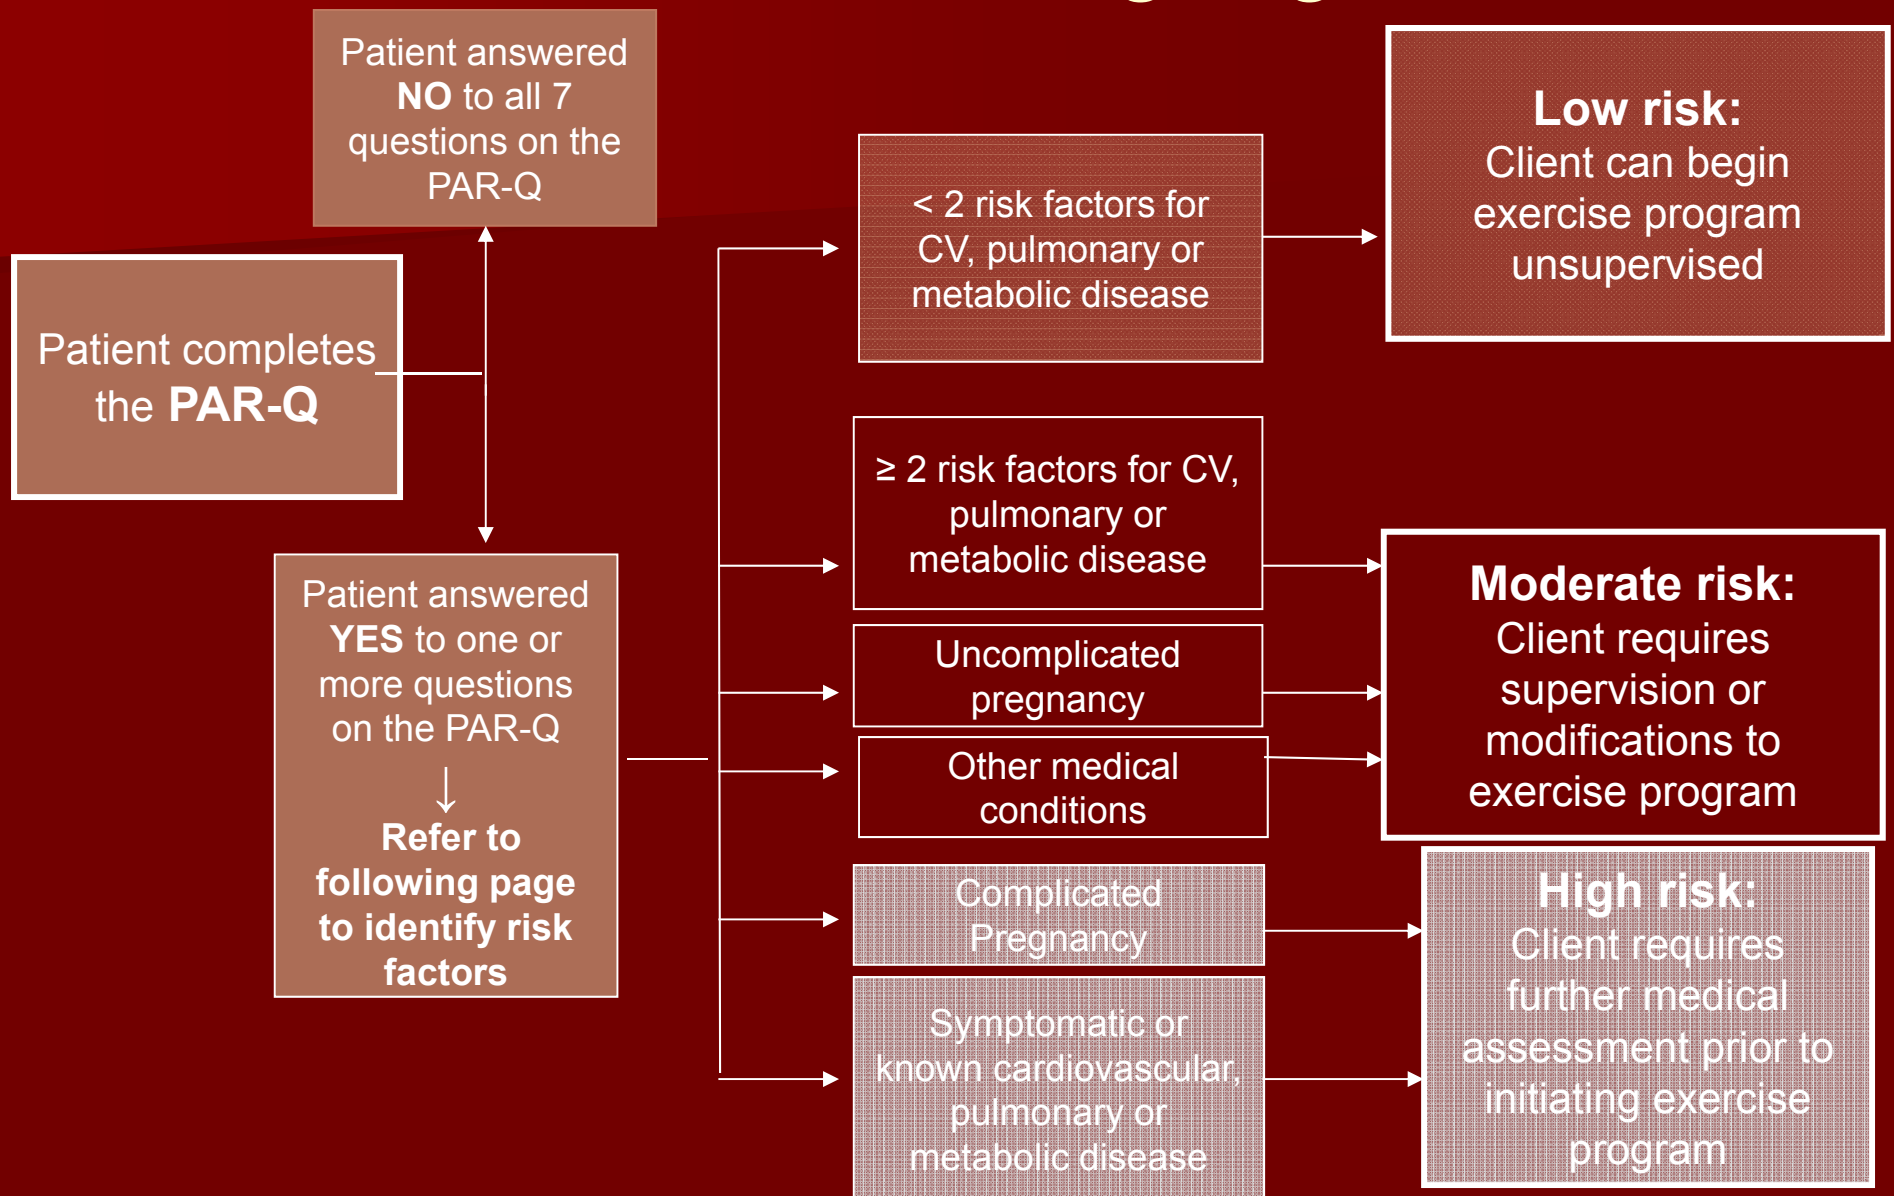 Patient answered
NO to all 7
questions on the
PAR-Q
Patient completes
the PAR-Q
Patient answered
YES to one or
more questions
on the PAR-Q
↓
Refer to
following page
to identify risk
factors
< 2 risk factors for
CV, pulmonary or
metabolic disease
≥ 2 risk factors for CV,
pulmonary or
metabolic disease
Uncomplicated
pregnancy
Other medical
conditions
Complicated
Pregnancy
Symptomatic or
known cardiovascular,
pulmonary or
metabolic disease
Low risk:
Client can begin
exercise program
unsupervised
Moderate risk:
Client requires
supervision or
modifications to
exercise program
High risk:
Client requires
further medical
assessment prior to
initiating exercise
program